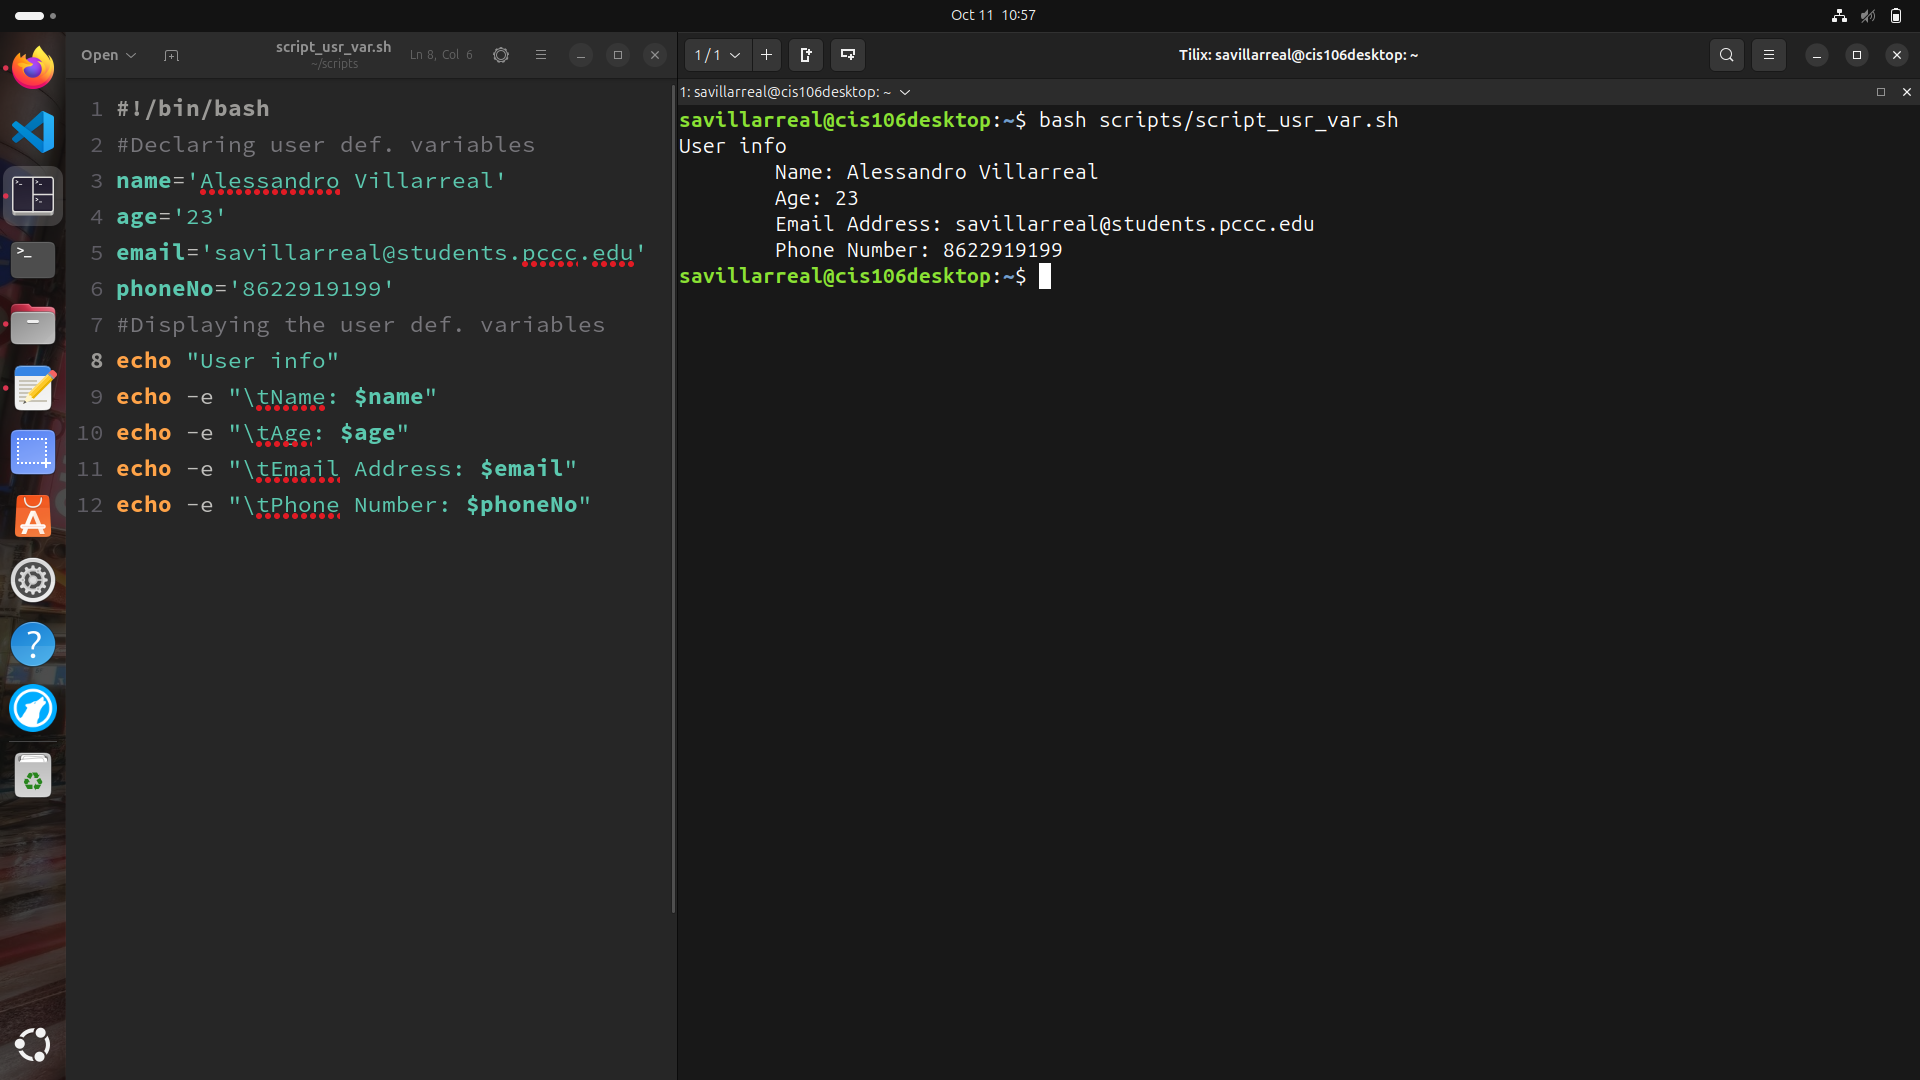 Oct 11 10:57
Open
script_usr_var.sh
~/scripts
Ln 8, Col 6
1 #!/bin/bash
2 #Declaring user def. variables
3 name='Alessandro Villarreal'
4 age='23'
5 email='savillarreal@students.pccc.edu'
6 phoneNo='8622919199'
7 #Displaying the user def. variables
8 echo "User info"
9 echo -e "\tName: $name"
10 echo -e "\tAge: $age"
11 echo -e "\tEmail Address: $email"
12 echo -e "\tPhone Number: $phoneNo"
1 / 1
Tilix: savillarreal@cis106desktop: ~
1: savillarreal@cis106desktop: ~
savillarreal@cis106desktop:~$ bash scripts/script_usr_var.sh
User info
Name: Alessandro Villarreal
Age: 23
Email Address: savillarreal@students.pccc.edu
Phone Number: 8622919199
savillarreal@cis106desktop:~$